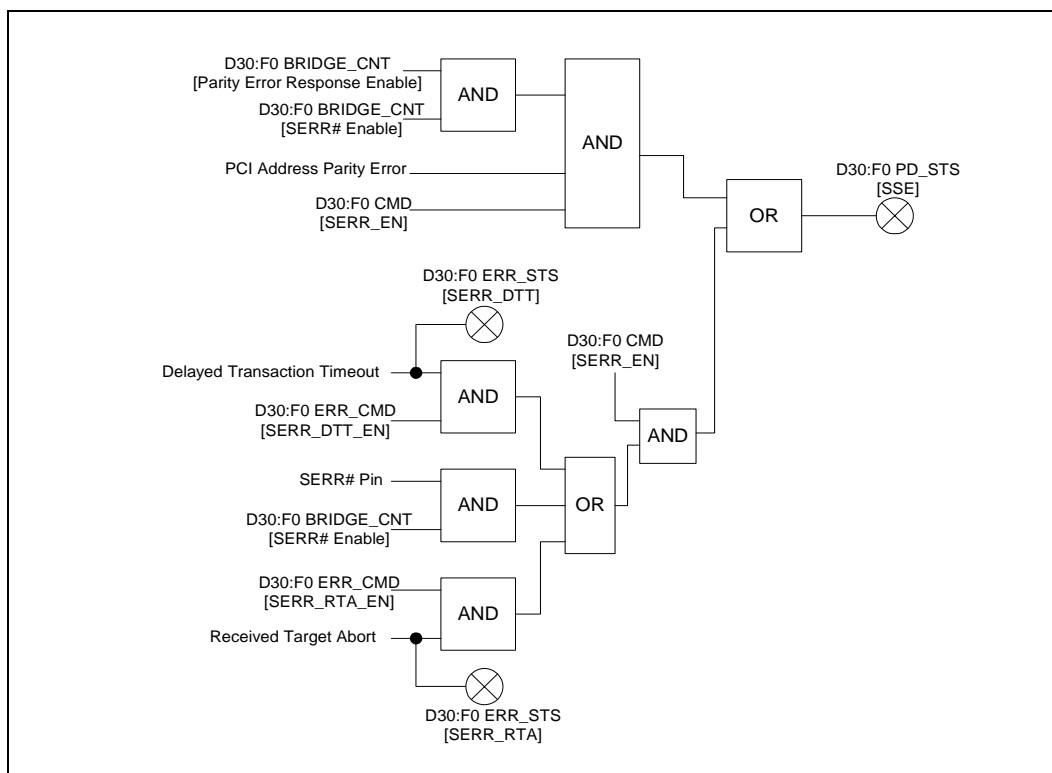 D30:F0 BRIDGE_CNT
[Parity Error Response Enable]
AND
D30:F0 BRIDGE_CNT
[SERR# Enable]
AND
PCI Address Parity Error
D30:F0 CMD
[SERR_EN]
OR
D30:F0 PD_STS
[SSE]
D30:F0 ERR_STS
[SERR_DTT]
D30:F0 CMD
[SERR_EN]
Delayed Transaction Timeout
AND
D30:F0 ERR_CMD
[SERR_DTT_EN]
AND
SERR# Pin
AND
OR
D30:F0 BRIDGE_CNT
[SERR# Enable]
D30:F0 ERR_CMD
[SERR_RTA_EN]
AND
Received Target Abort
D30:F0 ERR_STS
[SERR_RTA]